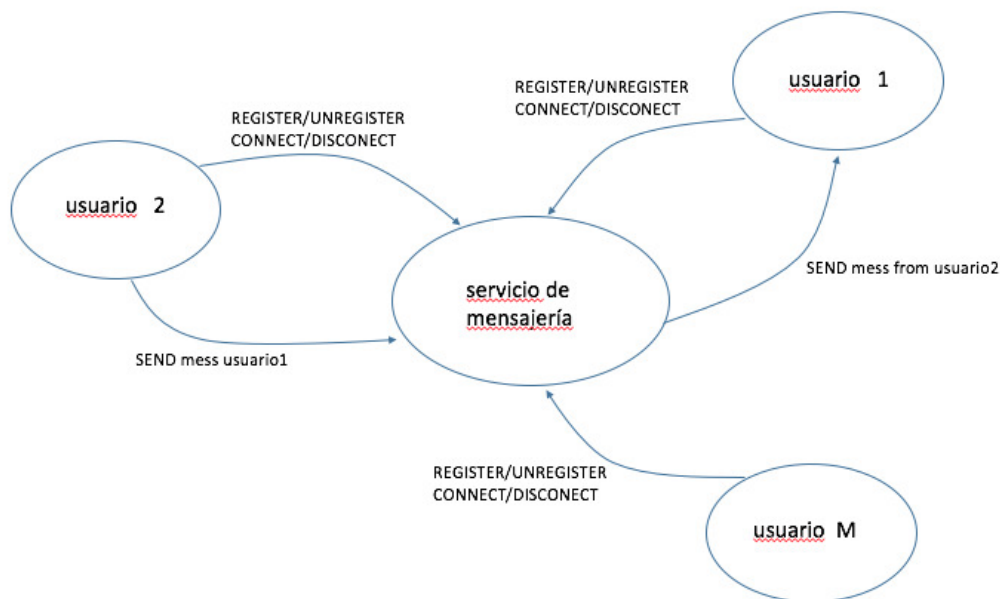 usuario 1
REGISTER/UNREGISTER
CONNECT/DISCONECT
REGISTER/UNREGISTER
CONNECT/DISCONECT
usuario 2
SEND mess from usuario2
servicio de
mensajería
SEND mess usuario1
REGISTER/UNREGISTER
CONNECT/DISCONECT
usuario M